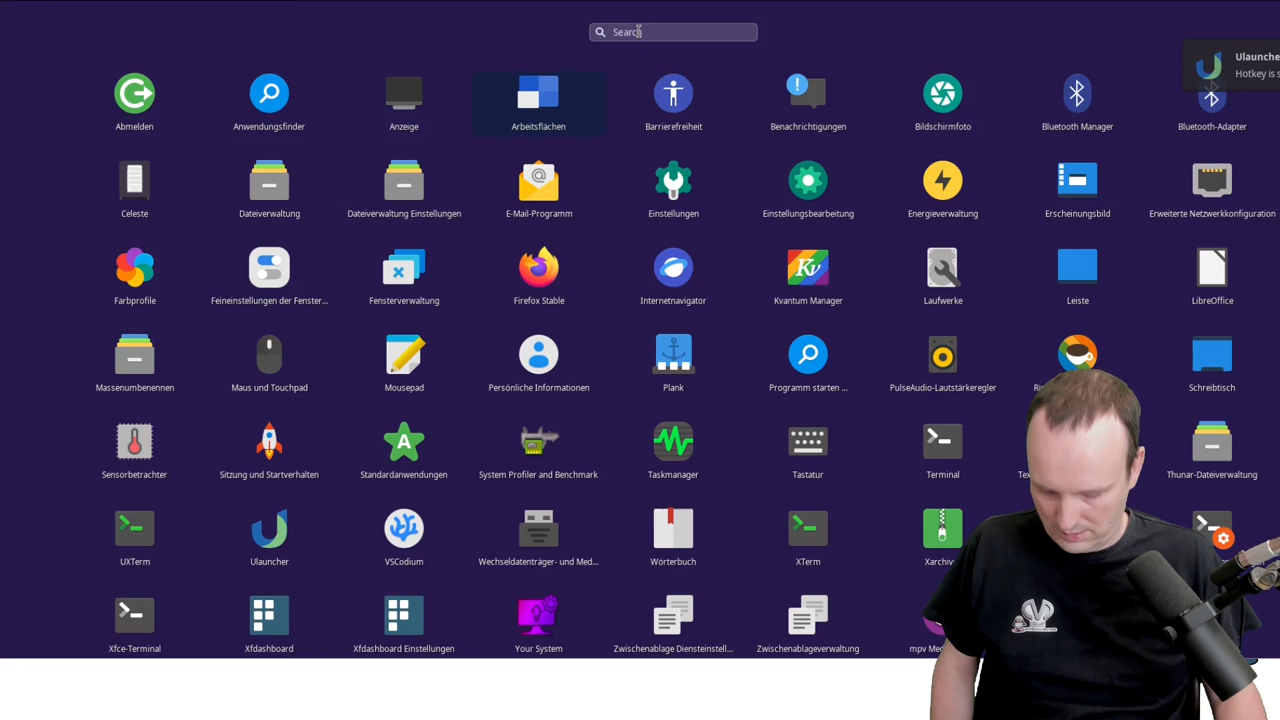 Search
Ulaunche
Hotkey is s
Abmelden
Anwendungsfinder
Anzeige
Arbeitsflächen
Barrierefreiheit
Benachrichtigungen
Bildschirmfoto
Bluetooth Manager
Bluetooth-Adapter
Celeste
Dateiverwaltung
Dateiverwaltung Einstellungen
E-Mail-Programm
Einstellungen
Einstellungsbearbeitung
Energieverwaltung
Erscheinungsbild
Erweiterte Netzwerkkonfiguration
Farbprofile
Feineinstellungen der Fenster...
Fensterverwaltung
Firefox Stable
Internetnavigator
Kvantum Manager
Laufwerke
Leiste
LibreOffice
Massenumbenennen
Maus und Touchpad
Mousepad
Persönliche Informationen
Plank
Programm starten ...
PulseAudio-Lautstärkeregler
Schreibtisch
Sensorbetrachter
Sitzung und Startverhalten
Standardanwendungen
System Profiler and Benchmark
Taskmanager
Tastatur
Terminal
Thunar-Dateiverwaltung
UXTerm
Ulauncher
VSCodium
Wechseldatenträger- und Med...
Wörterbuch
XTerm
Xarchiv
Xfce-Terminal
Xfdashboard
Xfdashboard Einstellungen
Your System
Zwischenablage Diensteinstell...
Zwischenablageverwaltung
mpv Me